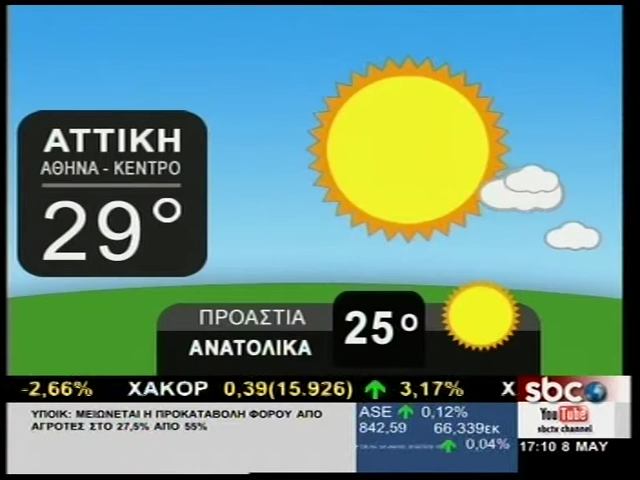 ΑΤΤΙΚΗ
ΑΘΗΝΑ - ΚΕΝΤΡΟ
29°
ΠΡΟΑΣΤΙΑ
ΑΝΑΤΟΛΙΚΑ
25°
-2,66% ΧΑΚΟΡ 0,39(15.926) 3,17% Χ
sbc
ΥΠΟΙΚ: ΜΕΙΩΝΕΤΑΙ Η ΠΡΟΚΑΤΑΒΟΛΗ ΦΟΡΟΥ ΑΠΟ
ΑΓΡΟΤΕΣ ΣΤΟ 27,5% ΑΠΟ 55%
ASE 0,12%
842,59 66,339εκ
0,04%
YouTube
sbctv channel
17:10 8 ΜΑΥ